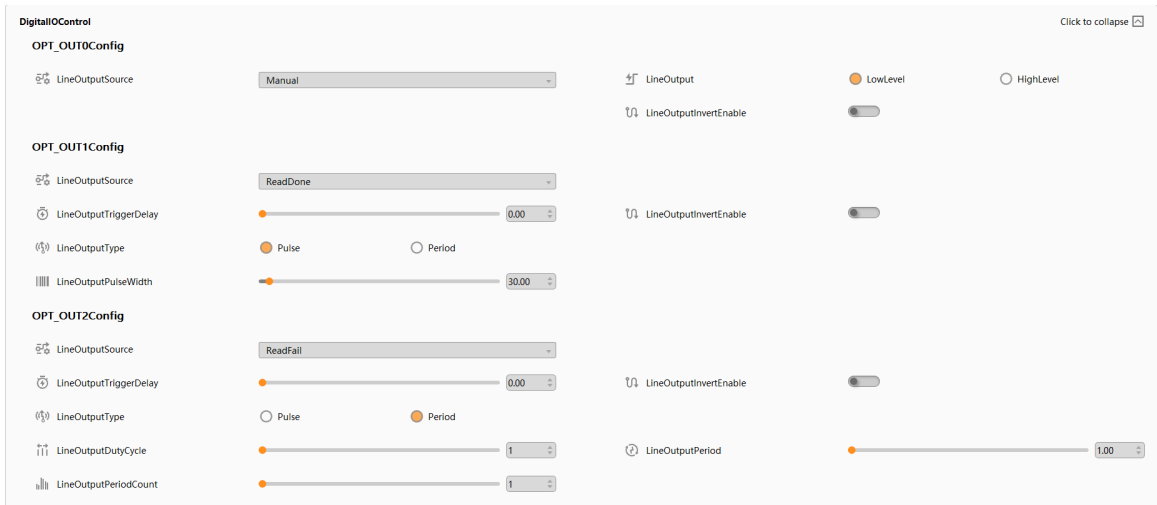 DigitalIOControl Click to collapse
OPT_OUT0Config
LineOutputSource Manual LineOutput LowLevel HighLevel
LineOutputInvertEnable
OPT_OUT1Config
LineOutputSource ReadDone
LineOutputTriggerDelay 0.00 LineOutputInvertEnable
LineOutputType Pulse Period
LineOutputPulseWidth 30.00
OPT_OUT2Config
LineOutputSource ReadFail
LineOutputTriggerDelay 0.00 LineOutputInvertEnable
LineOutputType Pulse Period
LineOutputDutyCycle 1 LineOutputPeriod 1.00
LineOutputPeriodCount 1